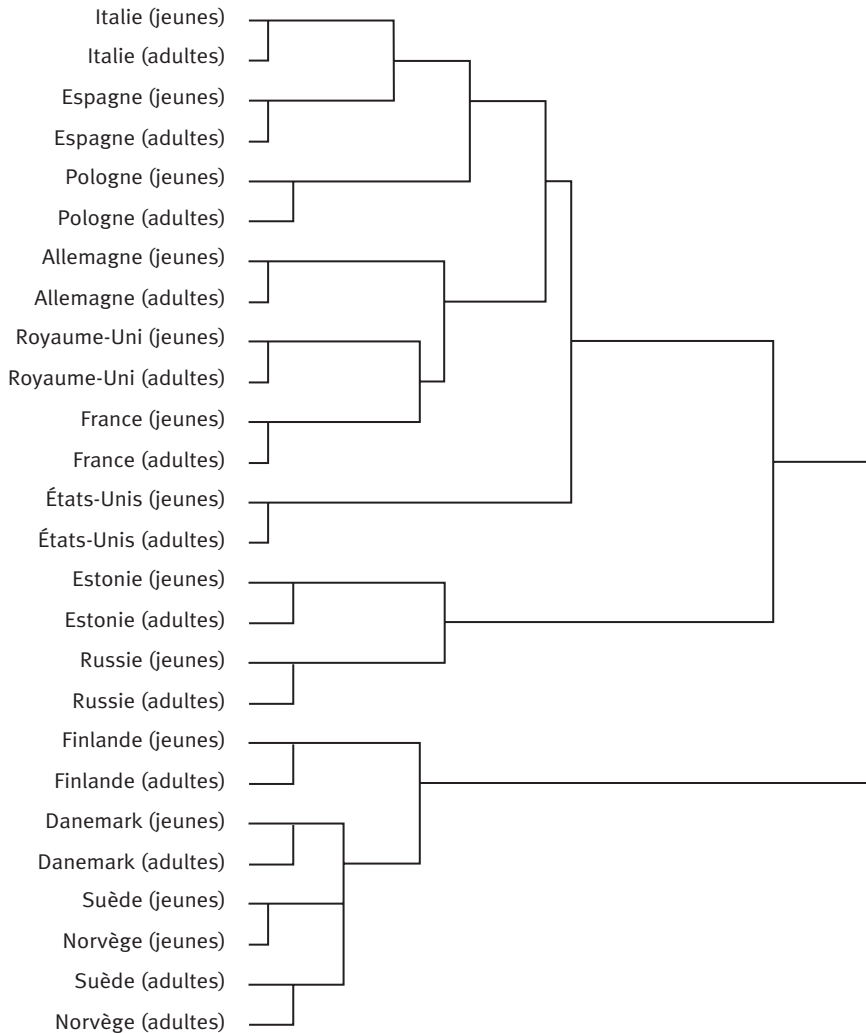 Italie (jeunes)
Italie (adultes)
Espagne (jeunes)
Espagne (adultes)
Pologne (jeunes)
Pologne (adultes)
Allemagne (jeunes)
Allemagne (adultes)
Royaume-Uni (jeunes)
Royaume-Uni (adultes)
France (jeunes)
France (adultes)
États-Unis (jeunes)
États-Unis (adultes)
Estonie (jeunes)
Estonie (adultes)
Russie (jeunes)
Russie (adultes)
Finlande (jeunes)
Finlande (adultes)
Danemark (jeunes)
Danemark (adultes)
Suède (jeunes)
Norvège (jeunes)
Suède (adultes)
Norvège (adultes)